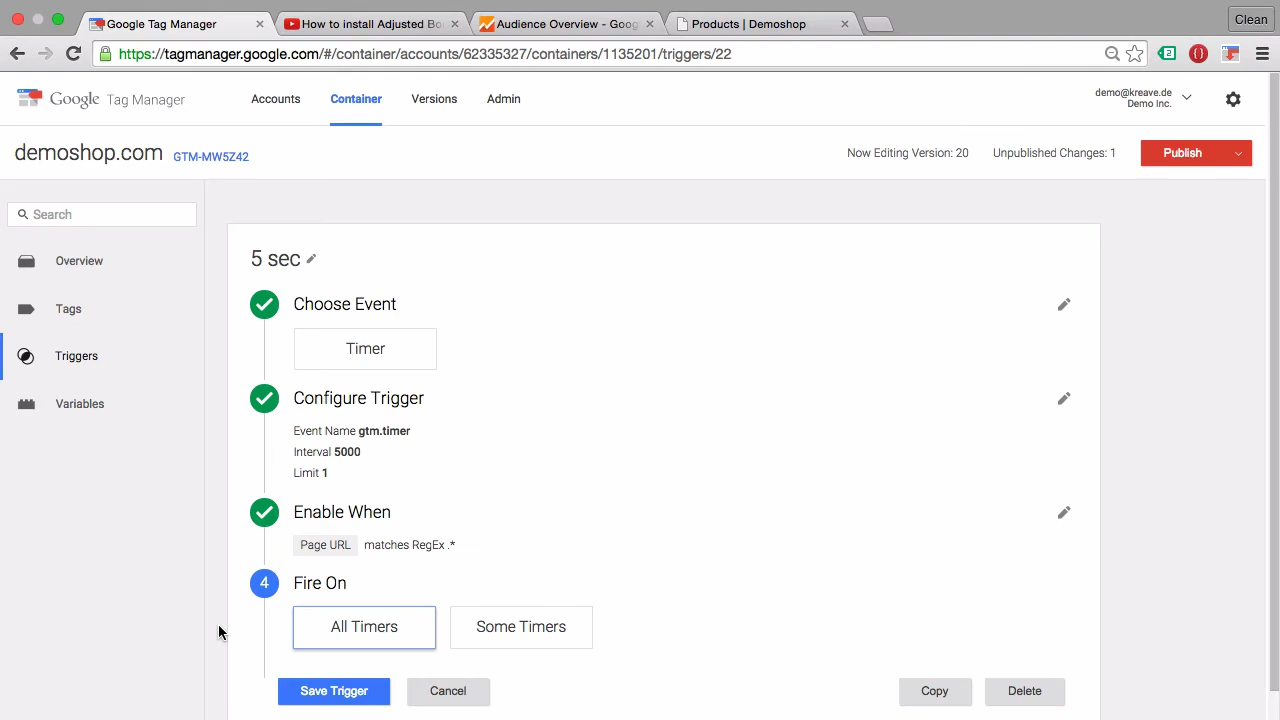 Google Tag Manager
How to install Adjusted Bo
Audience Overview - Goog
Products | Demoshop
Clean
https://tagmanager.google.com/#/container/accounts/62335327/containers/1135201/triggers/22
Google Tag Manager
Accounts
Container
Versions
Admin
demo@kreave.de
Demo Inc.
demoshop.com GTM-MW5Z42
Now Editing Version: 20
Unpublished Changes: 1
Publish
Search
Overview
Tags
Triggers
Variables
5 sec
Choose Event
Timer
Configure Trigger
Event Name gtm.timer
Interval 5000
Limit 1
Enable When
Page URL matches RegEx .*
4 Fire On
All Timers
Some Timers
Save Trigger
Cancel
Copy
Delete